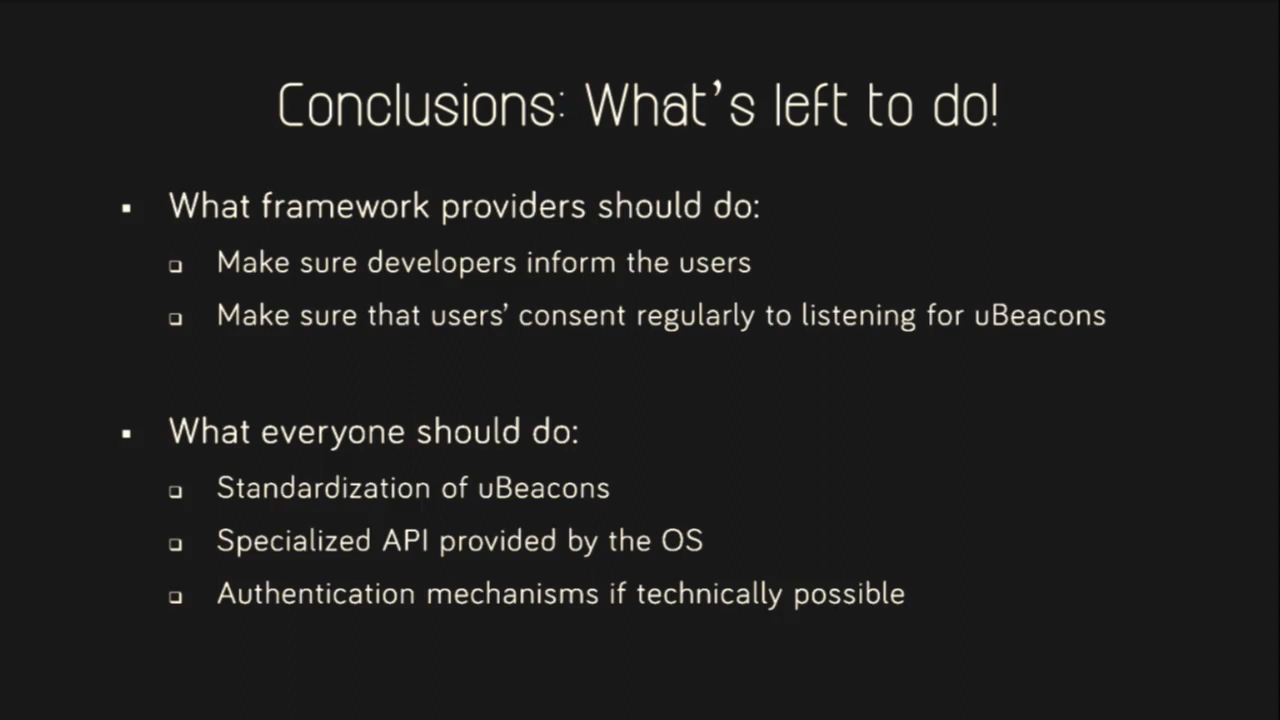 Conclusions: What's left to do!
▪ What framework providers should do:
❑ Make sure developers inform the users
❑ Make sure that users' consent regularly to listening for uBeacons
▪ What everyone should do:
❑ Standardization of uBeacons
❑ Specialized API provided by the OS
❑ Authentication mechanisms if technically possible